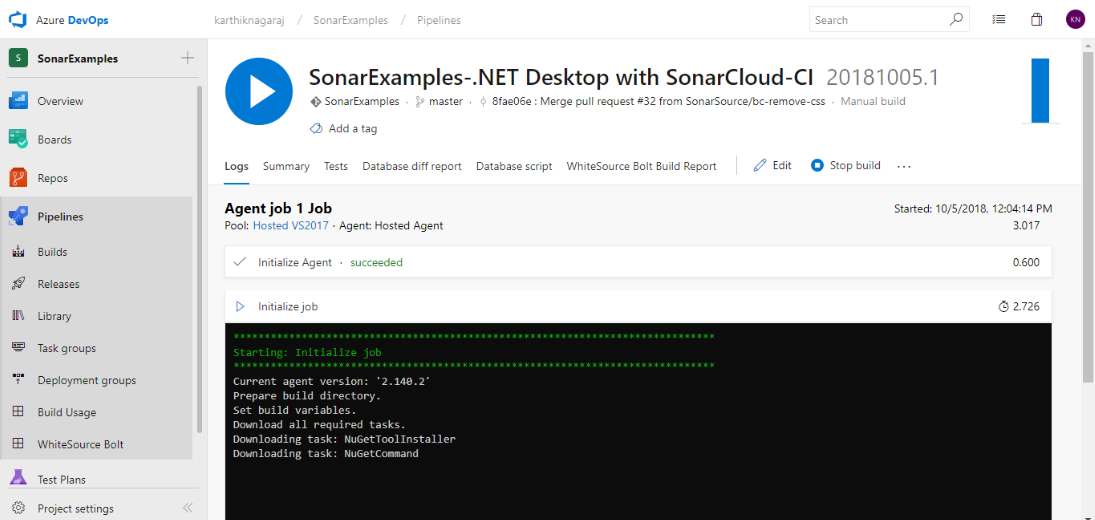 Azure DevOps
karthiknagaraj / SonarExamples / Pipelines
Search
KN
S SonarExamples
Overview
Boards
Repos
Pipelines
Builds
Releases
Library
Task groups
Deployment groups
Build Usage
WhiteSource Bolt
Test Plans
Project settings
SonarExamples-.NET Desktop with SonarCloud-CI 20181005.1
SonarExamples · master · 8fae06e : Merge pull request #32 from SonarSource/bc-remove-css · Manual build
Add a tag
Logs Summary Tests Database diff report Database script WhiteSource Bolt Build Report Edit Stop build ...
Agent job 1 Job Started: 10/5/2018, 12:04:14 PM
Pool: Hosted VS2017 · Agent: Hosted Agent 3.017
Initialize Agent · succeeded 0.600
Initialize job 2.726
******************************************************************************
Starting: Initialize job
******************************************************************************
Current agent version: '2.140.2'
Prepare build directory.
Set build variables.
Download all required tasks.
Downloading task: NuGetToolInstaller
Downloading task: NuGetCommand